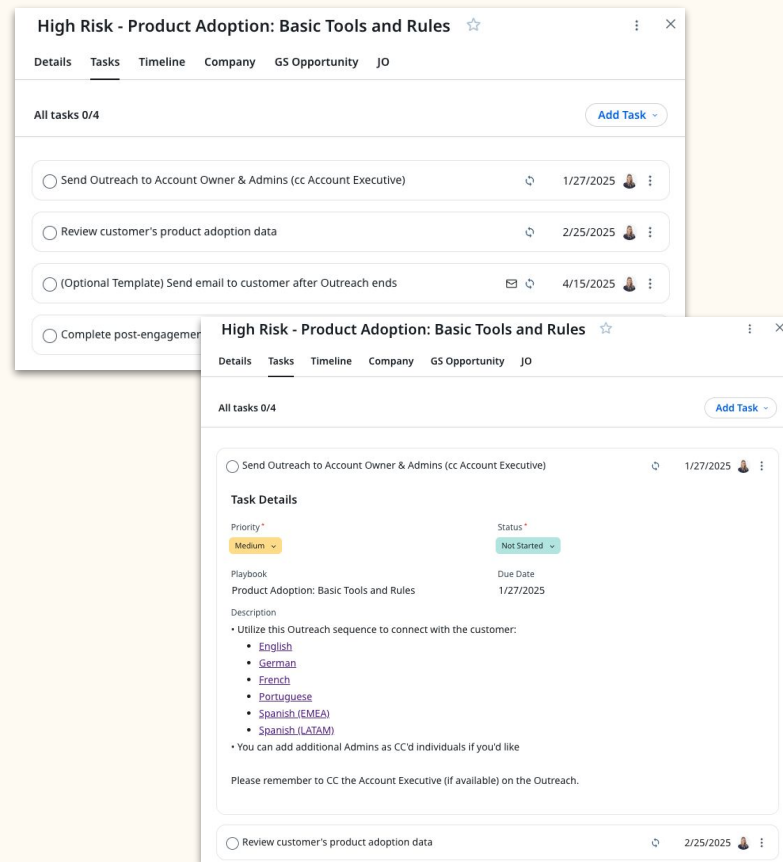 High Risk - Product Adoption: Basic Tools and Rules
Details Tasks Timeline Company GS Opportunity JO
All tasks 0/4 Add Task
Send Outreach to Account Owner & Admins (cc Account Executive) 1/27/2025
Review customer's product adoption data 2/25/2025
(Optional Template) Send email to customer after Outreach ends 4/15/2025
Complete
High Risk - Product Adoption: Basic Tools and Rules
Details Tasks Timeline Company GS Opportunity JO
All tasks 0/4 Add Task
Send Outreach to Account Owner & Admins (cc Account Executive) 1/27/2025
Task Details
Priority* Status*
Medium Not Started
Playbook Due Date
Product Adoption: Basic Tools and Rules 1/27/2025
Description
• Utilize this Outreach sequence to connect with the customer:
• English
• German
• French
• Portuguese
• Spanish (EMEA)
• Spanish (LATAM)
• You can add additional Admins as CC'd individuals if you'd like
Please remember to CC the Account Executive (if available) on the Outreach.
Review customer's product adoption data 2/25/2025